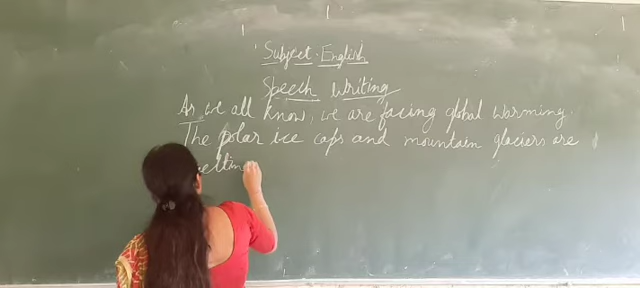 Subject- English
Speech Writing
As we all know, we are facing global warming.
The polar ice caps and mountain glaciers are